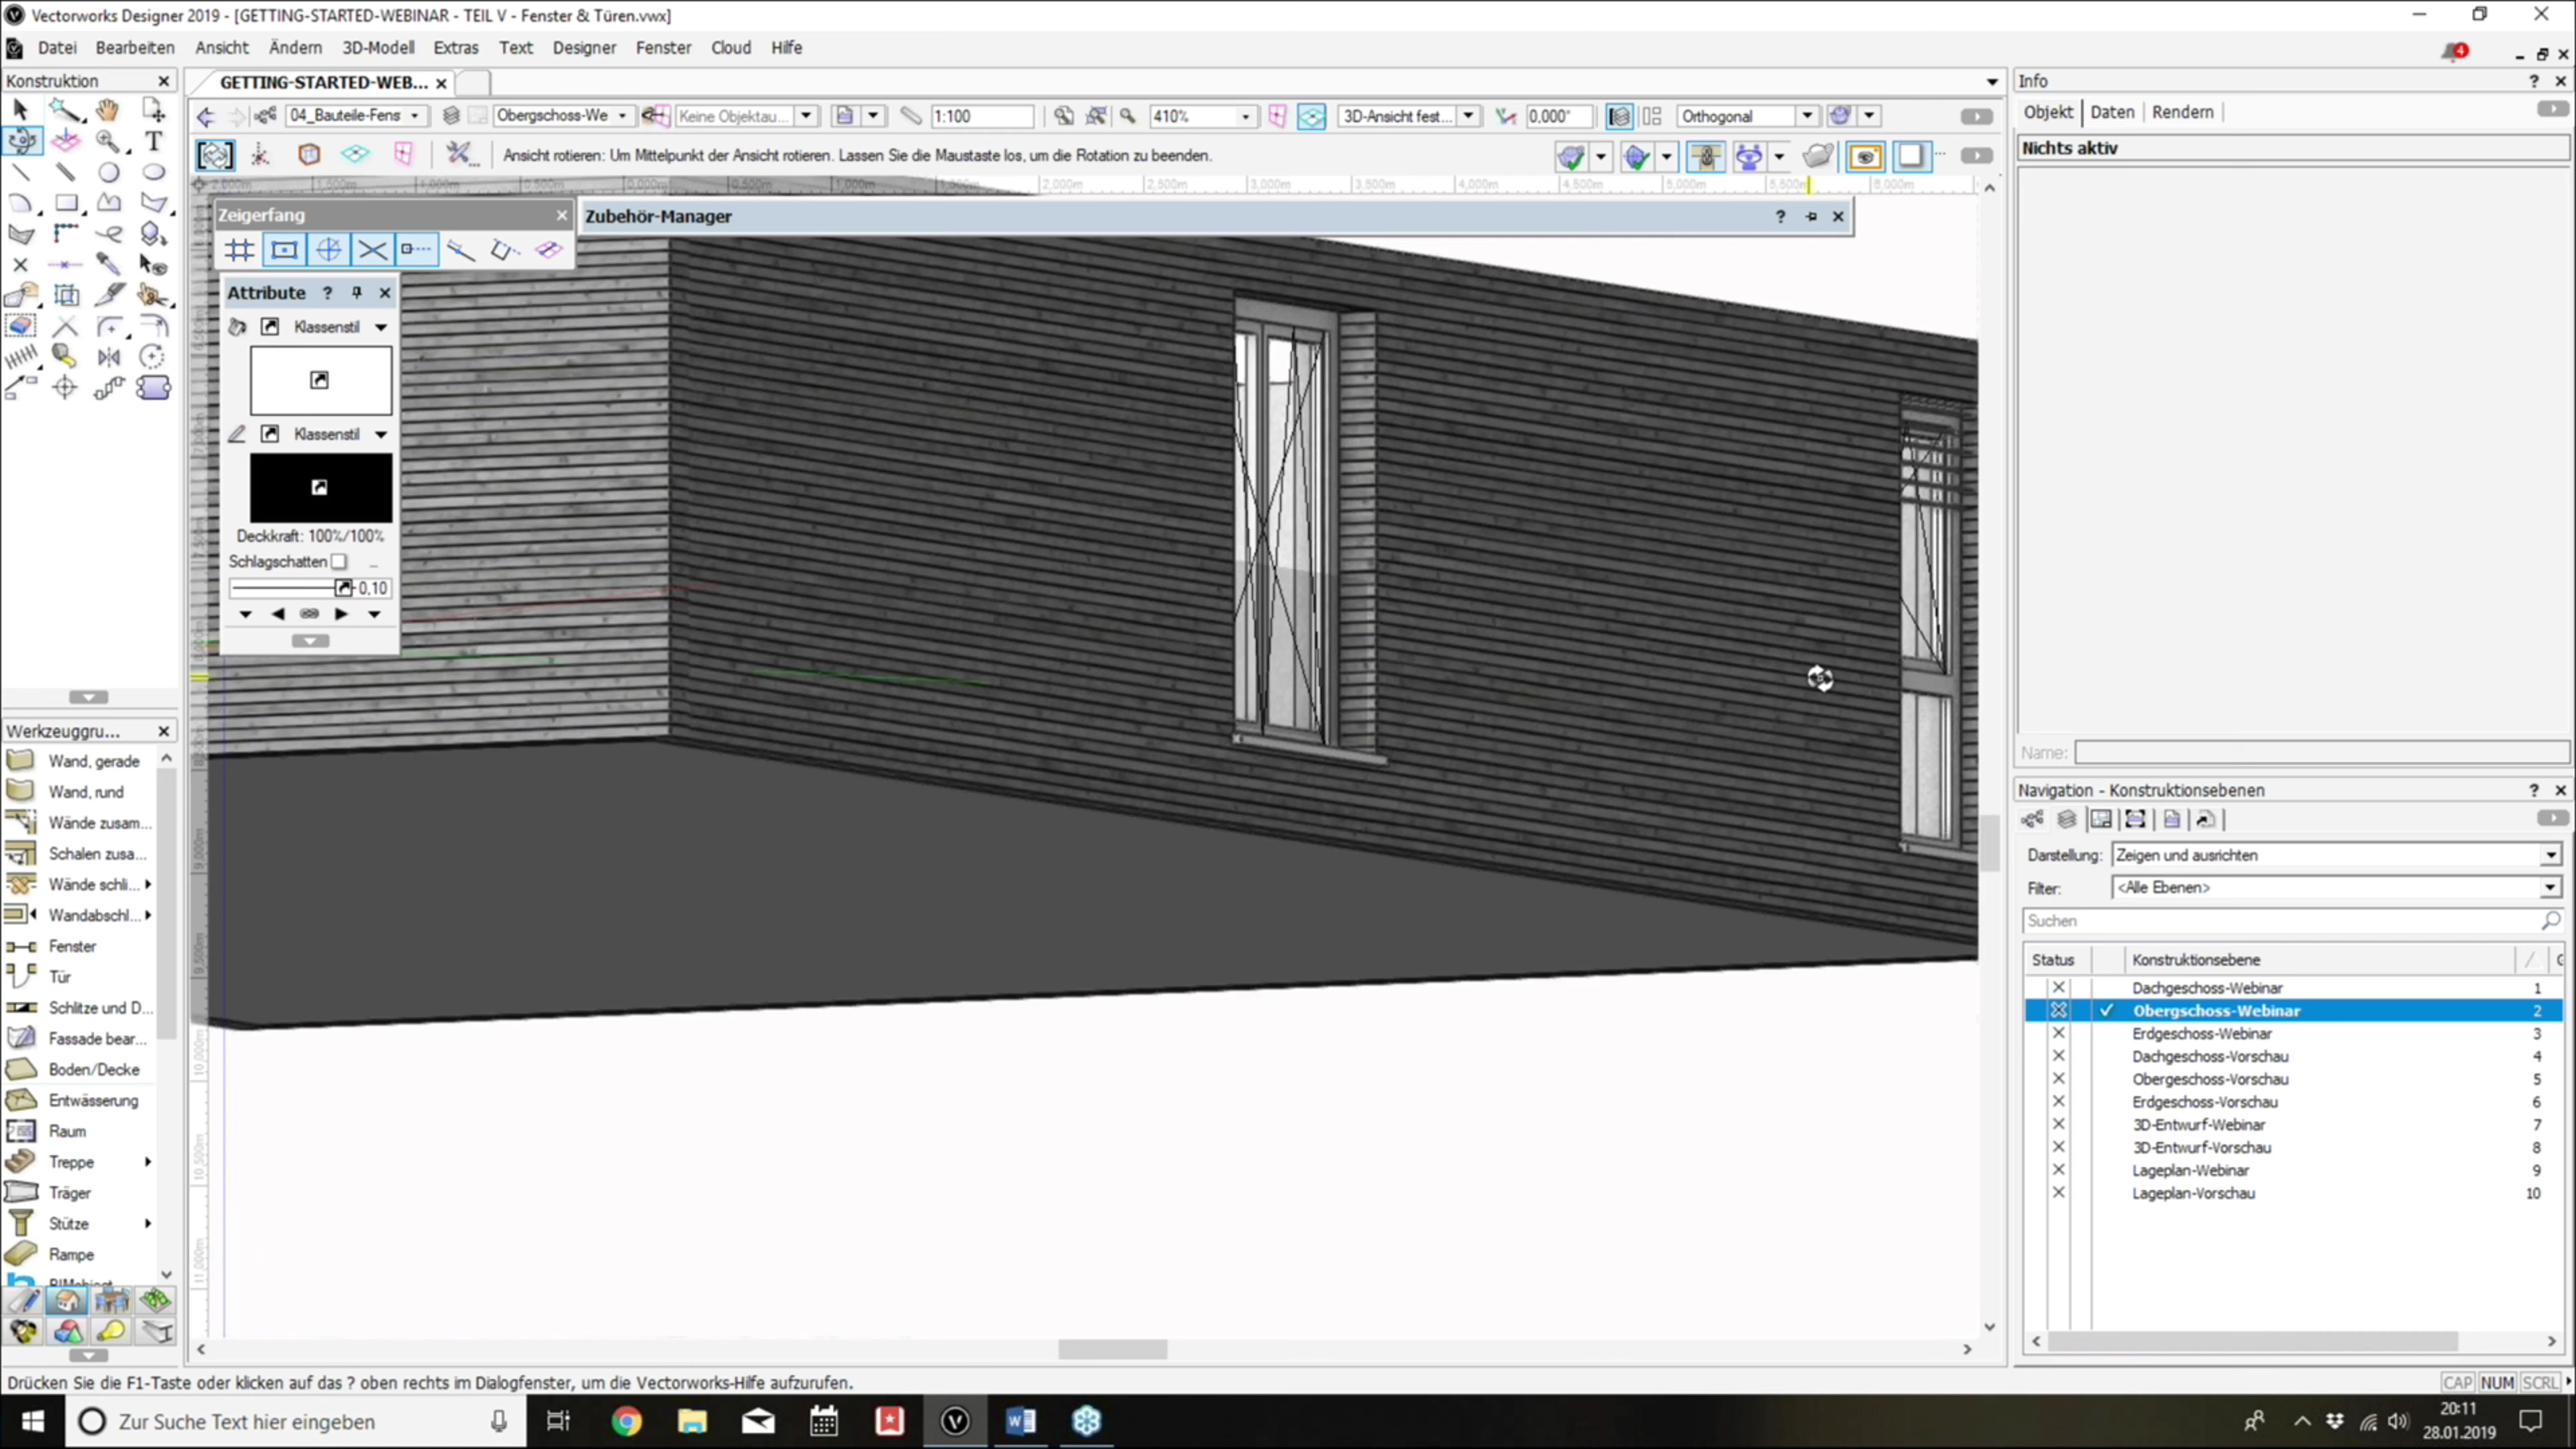 Vectorworks Designer 2019 - [GETTING-STARTED-WEBINAR - TEIL V - Fenster & Türen.vwx]
Datei Bearbeiten Ansicht Ändern 3D-Modell Extras Text Designer Fenster Cloud Hilfe
4
Konstruktion
GETTING-STARTED-WEB...
04_Bauteile-Fens
Obergschoss-We
Keine Objektau...
1:100
410%
3D-Ansicht fest...
0,000°
Orthogonal
Ansicht rotieren: Um Mittelpunkt der Ansicht rotieren. Lassen Sie die Maustaste los, um die Rotation zu beenden.
Zeigerfang
Zubehör-Manager ?
Attribute ?
Klassenstil
Klassenstil
Deckkraft: 100%/100%
Schlagschatten
0,10
Werkzeuggru...
Wand, gerade
Wand, rund
Wände zusam...
Schalen zusa...
Wände schli...
Wandabschl...
Fenster
Tür
Schlitze und D...
Fassade bear...
Boden/Decke
Entwässerung
Raum
Treppe
Träger
Stütze
Rampe
Info ?
Objekt Daten Rendern
Nichts aktiv
Name:
Navigation - Konstruktionsebenen ?
Darstellung: Zeigen und ausrichten
Filter: <Alle Ebenen>
Suchen
Status Konstruktionsebene
Dachgeschoss-Webinar 1
Obergschoss-Webinar 2
Erdgeschoss-Webinar 3
Dachgeschoss-Vorschau 4
Obergeschoss-Vorschau 5
Erdgeschoss-Vorschau 6
3D-Entwurf-Webinar 7
3D-Entwurf-Vorschau 8
Lageplan-Webinar 9
Lageplan-Vorschau 10
Drücken Sie die F1-Taste oder klicken auf das ? oben rechts im Dialogfenster, um die Vectorworks-Hilfe aufzurufen.
CAP NUM SCRL
Zur Suche Text hier eingeben
20:11
28.01.2019